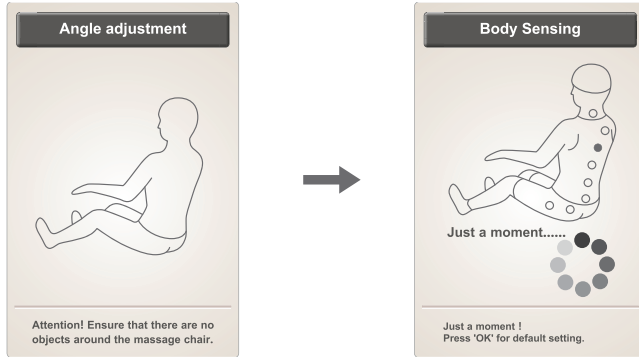 Angle adjustment
Attention! Ensure that there are no
objects around the massage chair.
Body Sensing
Just a moment......
Just a moment !
Press 'OK' for default setting.